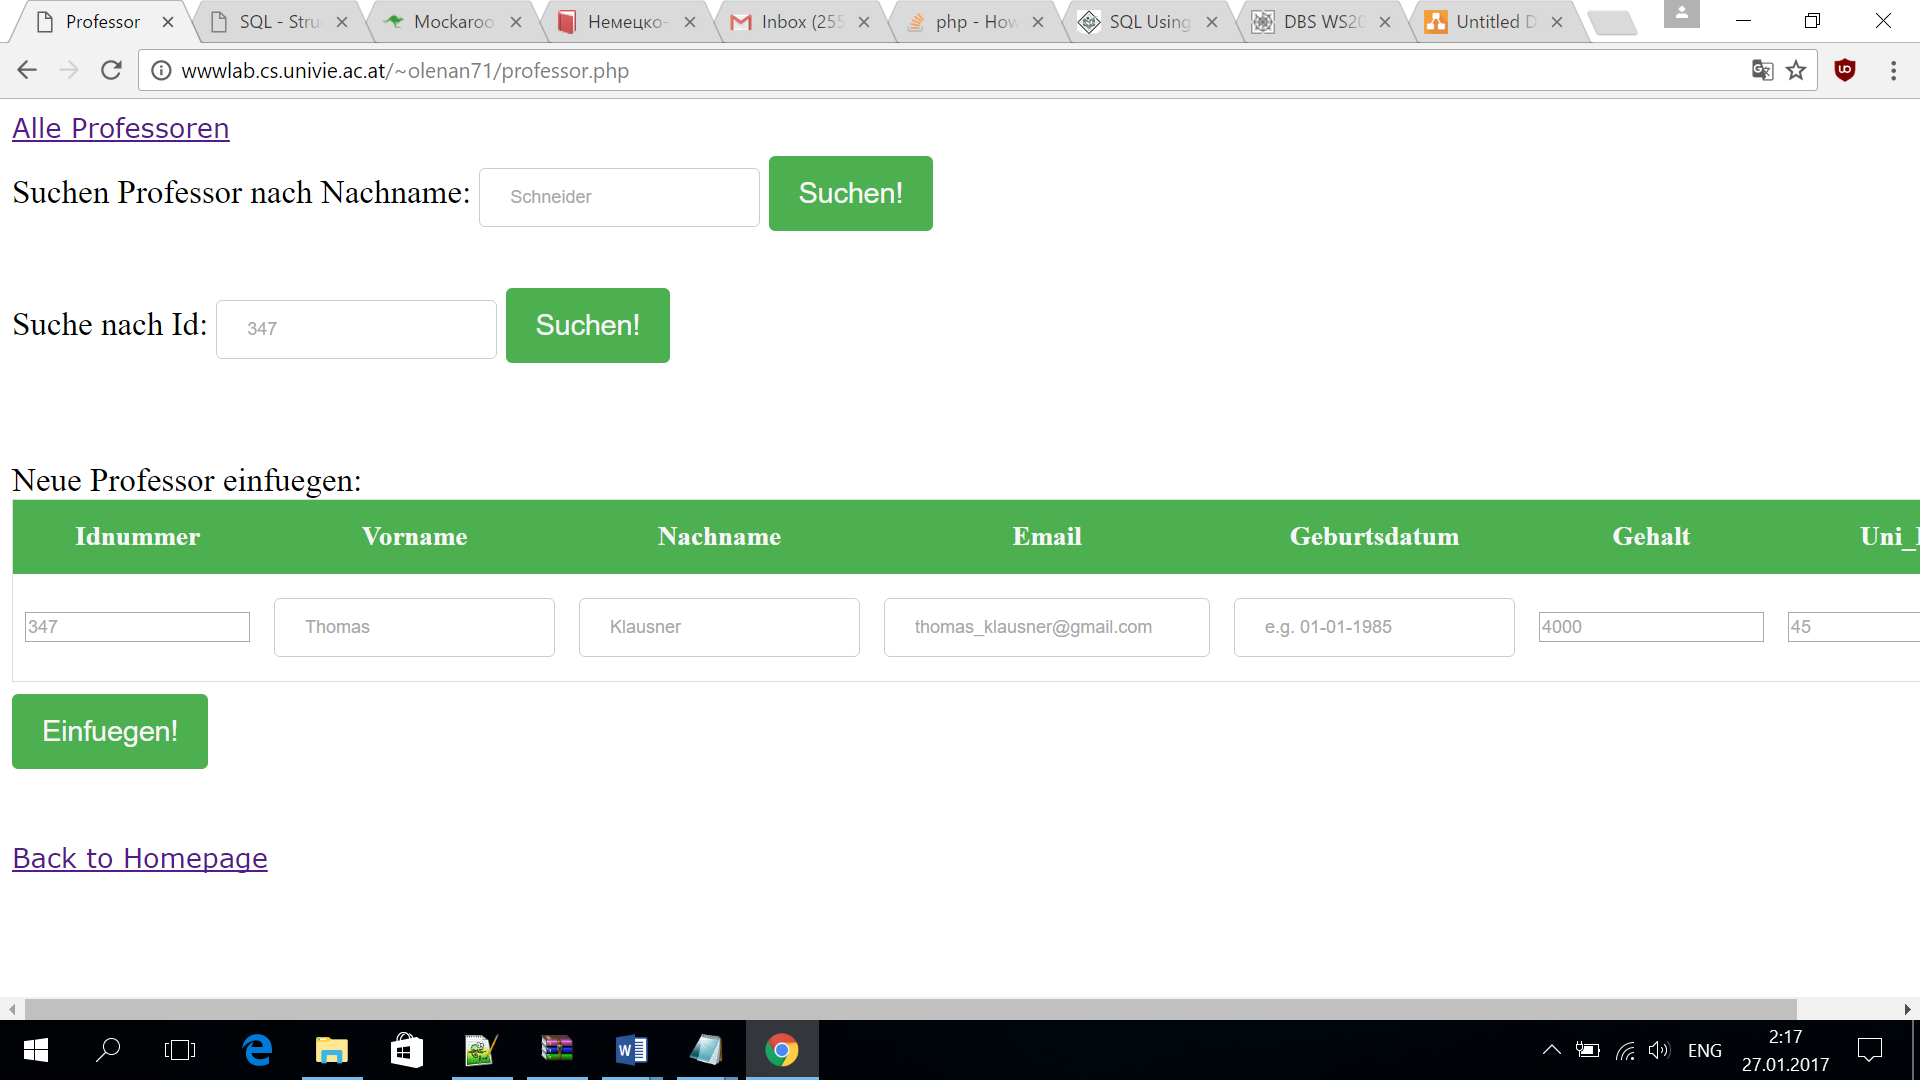 Professor
SQL - Stru
Mockaroo
Немецко-
Inbox (255
php - How
SQL Using
DBS WS20
Untitled D
wwwlab.cs.univie.ac.at/~olenan71/professor.php
Alle Professoren
Suchen Professor nach Nachname: Schneider Suchen!
Suche nach Id: 347 Suchen!
Neue Professor einfuegen:
Idnummer Vorname Nachname Email Geburtsdatum Gehalt Uni_
347 Thomas Klausner thomas_klausner@gmail.com e.g. 01-01-1985 4000 45
Einfuegen!
Back to Homepage
ENG
2:17
27.01.2017